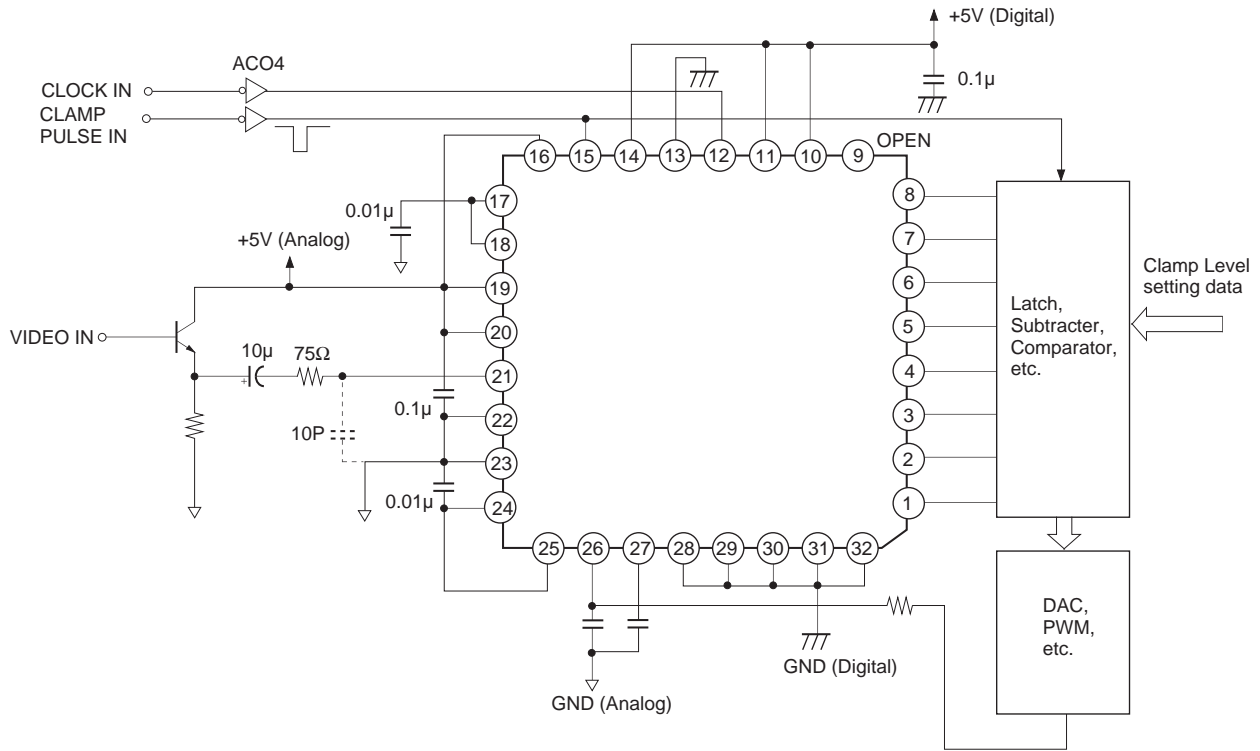 +5V (Digital)
ACO4
0.1µ
CLOCK IN
CLAMP
PULSE IN
OPEN
16
15
14
13
12
11
10
9
17
8
0.01µ
18
7
+5V (Analog)
Clamp Level
setting data
19
6
Latch,
Subtracter,
Comparator,
etc.
VIDEO IN
20
5
10µ
75Ω
+
21
4
0.1µ
22
3
10P
23
2
0.01µ
24
1
25
26
27
28
29
30
31
32
DAC,
PWM,
etc.
GND (Digital)
GND (Analog)